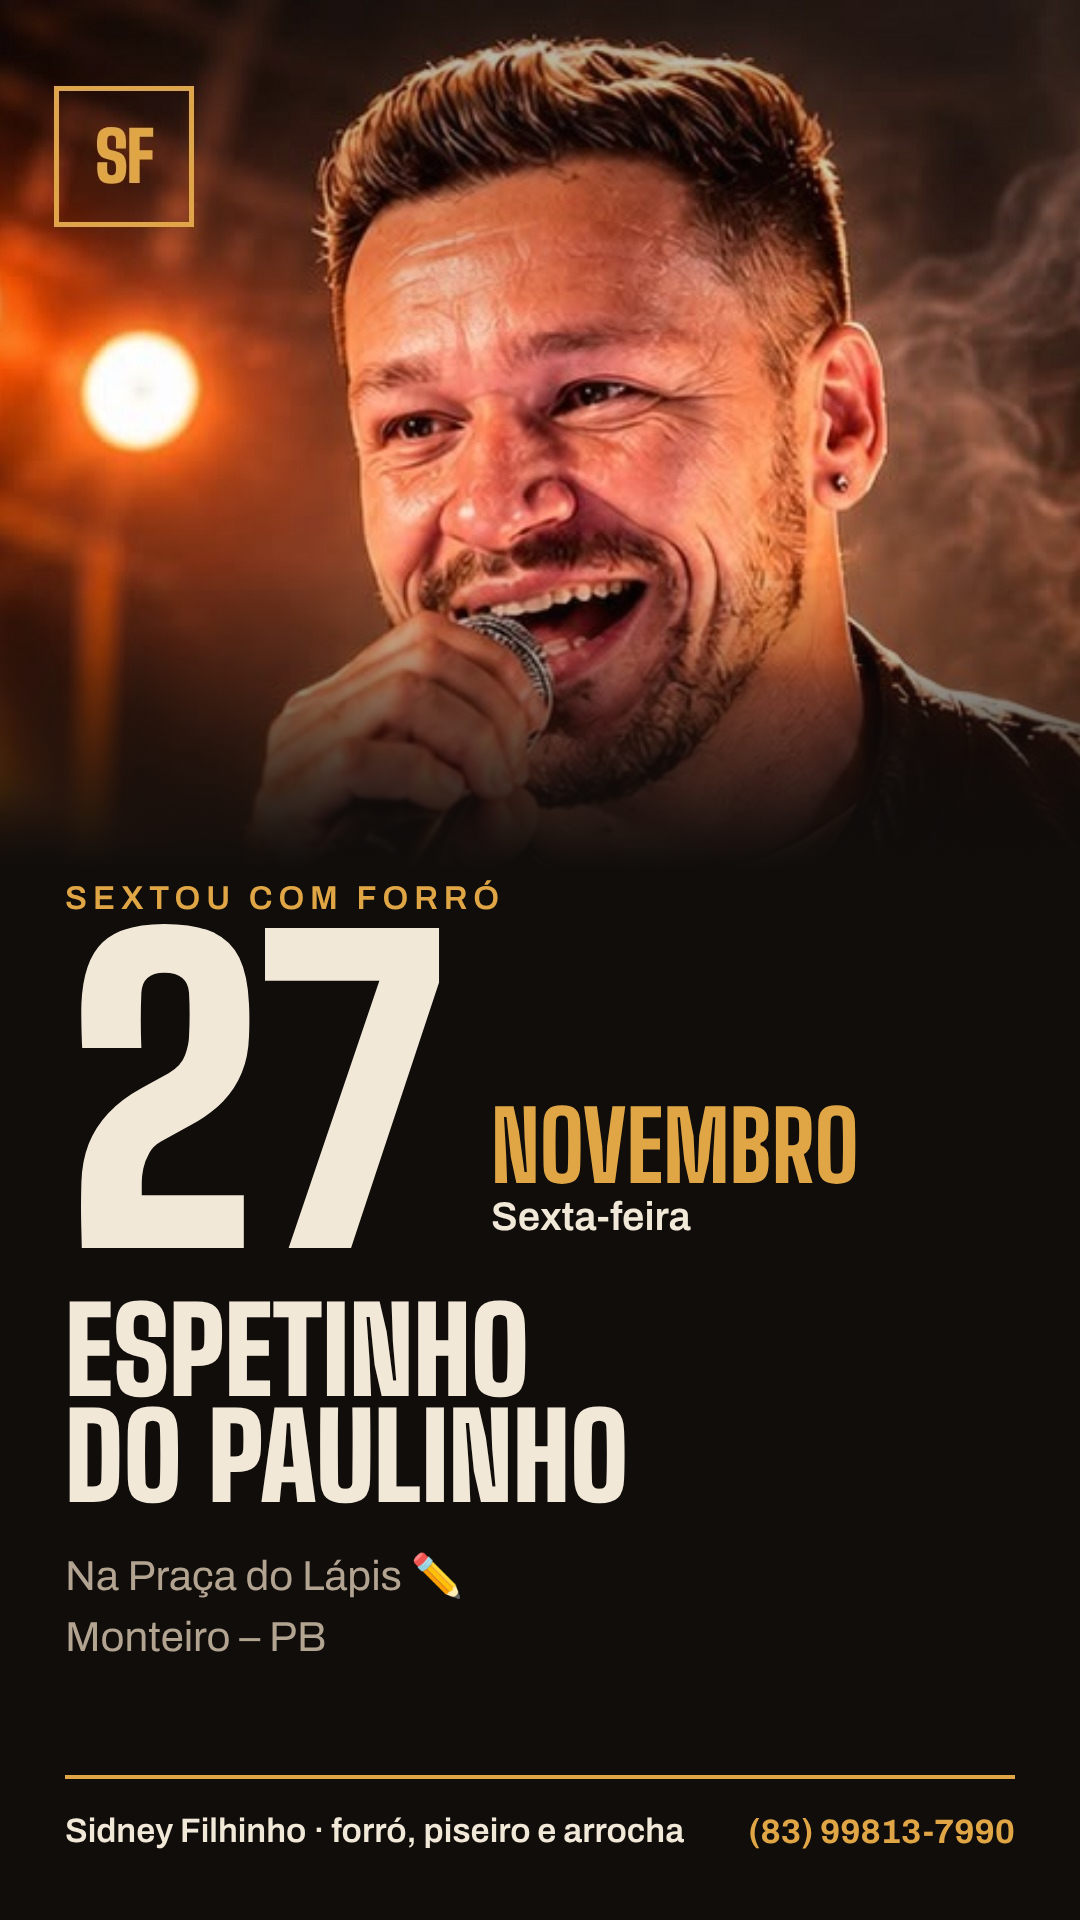 SF
SEXTOU COM FORRÓ
27
NOVEMBRO
Sexta-feira
ESPETINHO
DO PAULINHO
Na Praça do Lápis ✏️
Monteiro – PB
Sidney Filhinho · forró, piseiro e arrocha
(83) 99813-7990